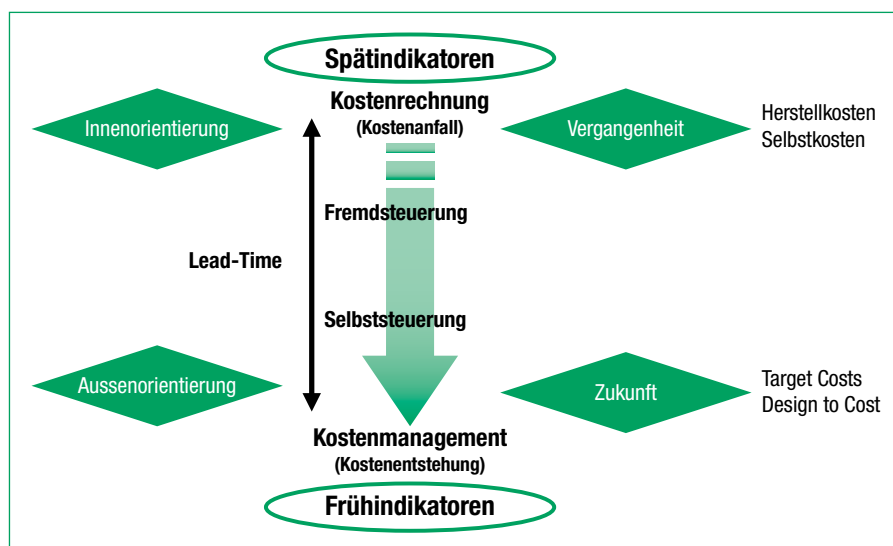 Spätindikatoren
Kostenrechnung
(Kostenanfall)
Innenorientierung
Vergangenheit
Herstellkosten
Selbstkosten
Fremdsteuerung
Lead-Time
Selbststeuerung
Aussenorientierung
Zukunft
Target Costs
Design to Cost
Kostenmanagement
(Kostenentstehung)
Frühindikatoren